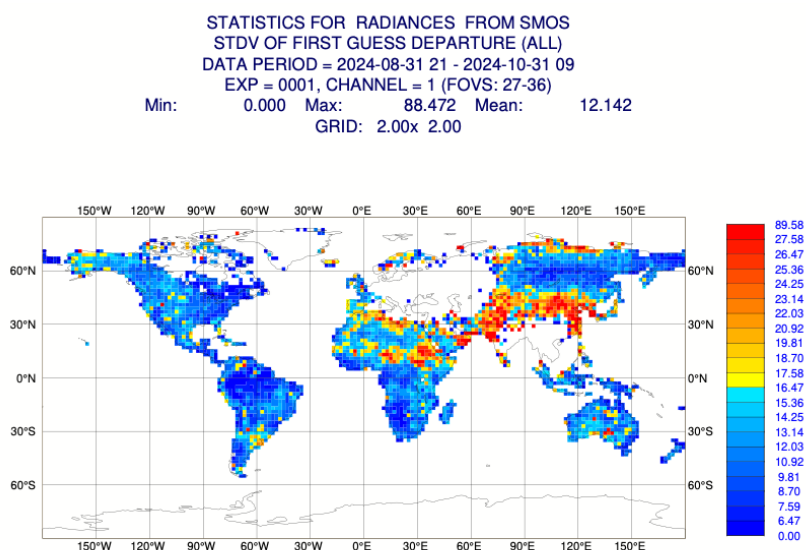 STATISTICS FOR RADIANCES FROM SMOS
STDV OF FIRST GUESS DEPARTURE (ALL)
DATA PERIOD = 2024-08-31 21 - 2024-10-31 09
EXP = 0001, CHANNEL = 1 (FOVS: 27-36)
Min: 0.000 Max: 88.472 Mean: 12.142
GRID: 2.00x 2.00
150°W 120°W 90°W 60°W 30°W 0°E 30°E 60°E 90°E 120°E 150°E
60°N 60°N
30°N 30°N
0°N 0°N
30°S 30°S
60°S 60°S
150°W 120°W 90°W 60°W 30°W 0°E 30°E 60°E 90°E 120°E 150°E
89.58
27.58
26.47
25.36
24.25
23.14
22.03
20.92
19.81
18.70
17.58
16.47
15.36
14.25
13.14
12.03
10.92
9.81
8.70
7.59
6.47
0.00